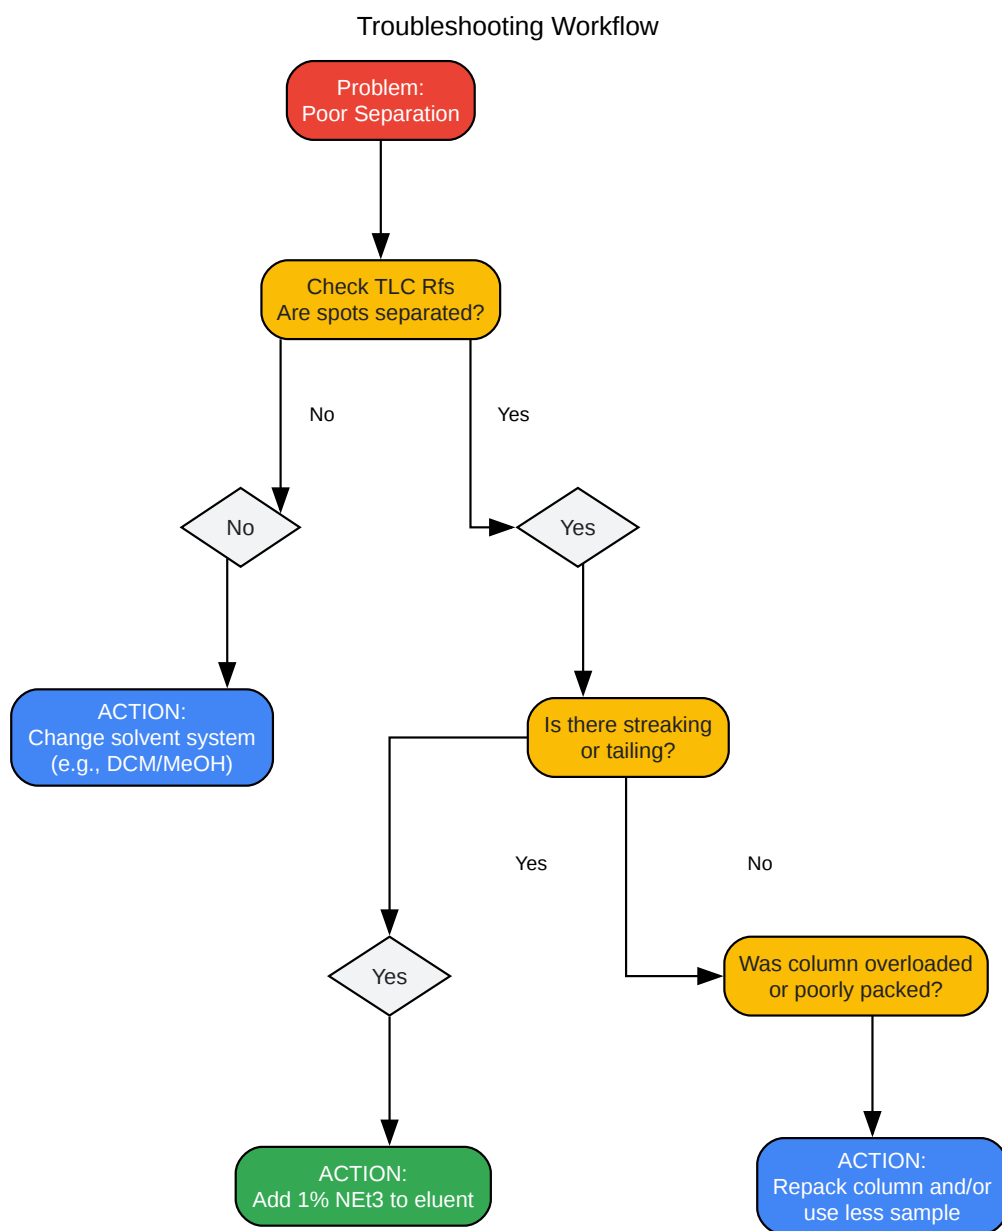 Troubleshooting Workflow
Problem:
Poor Separation
Check TLC Rfs
Are spots separated?
No
Yes
No
Yes
ACTION:
Change solvent system
(e.g., DCM/MeOH)
Is there streaking
or tailing?
Yes
No
Yes
Was column overloaded
or poorly packed?
ACTION:
Add 1% NEt3 to eluent
ACTION:
Repack column and/or
use less sample